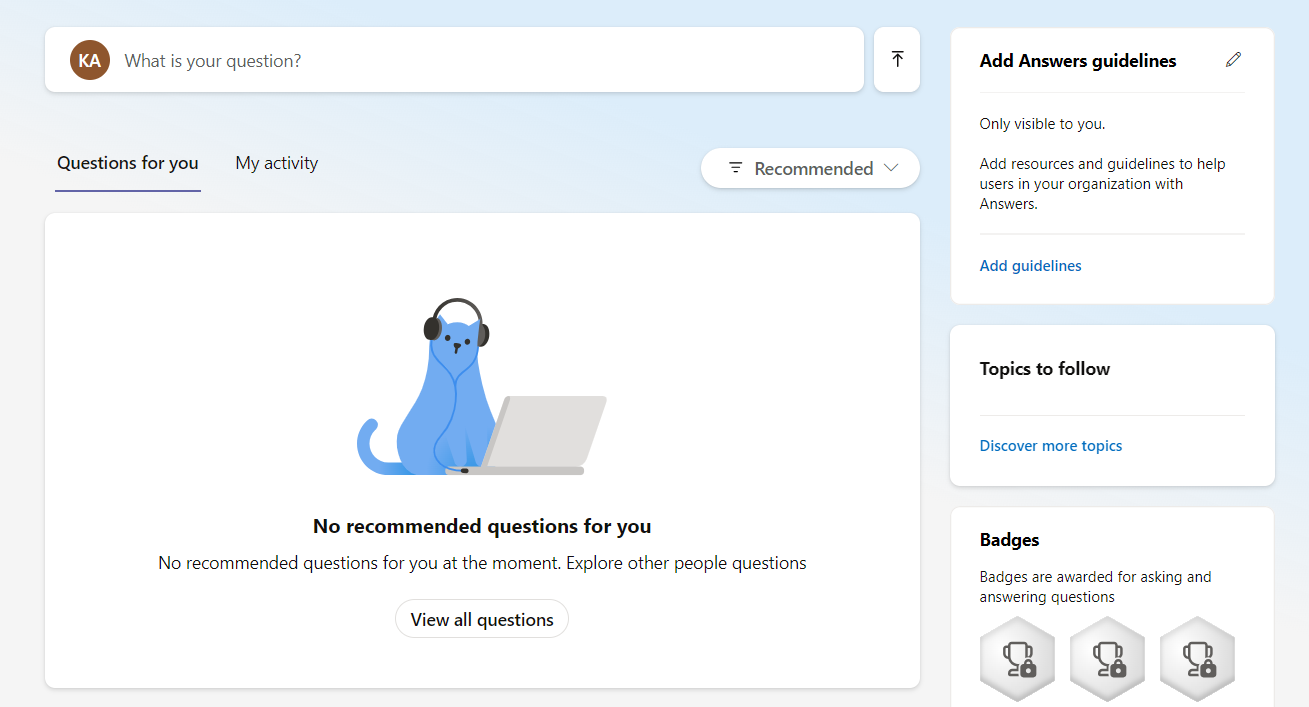 KA
What is your question?
Questions for you
My activity
Recommended
No recommended questions for you
No recommended questions for you at the moment. Explore other people questions
View all questions
Add Answers guidelines
Only visible to you.
Add resources and guidelines to help
users in your organization with
Answers.
Add guidelines
Topics to follow
Discover more topics
Badges
Badges are awarded for asking and
answering questions